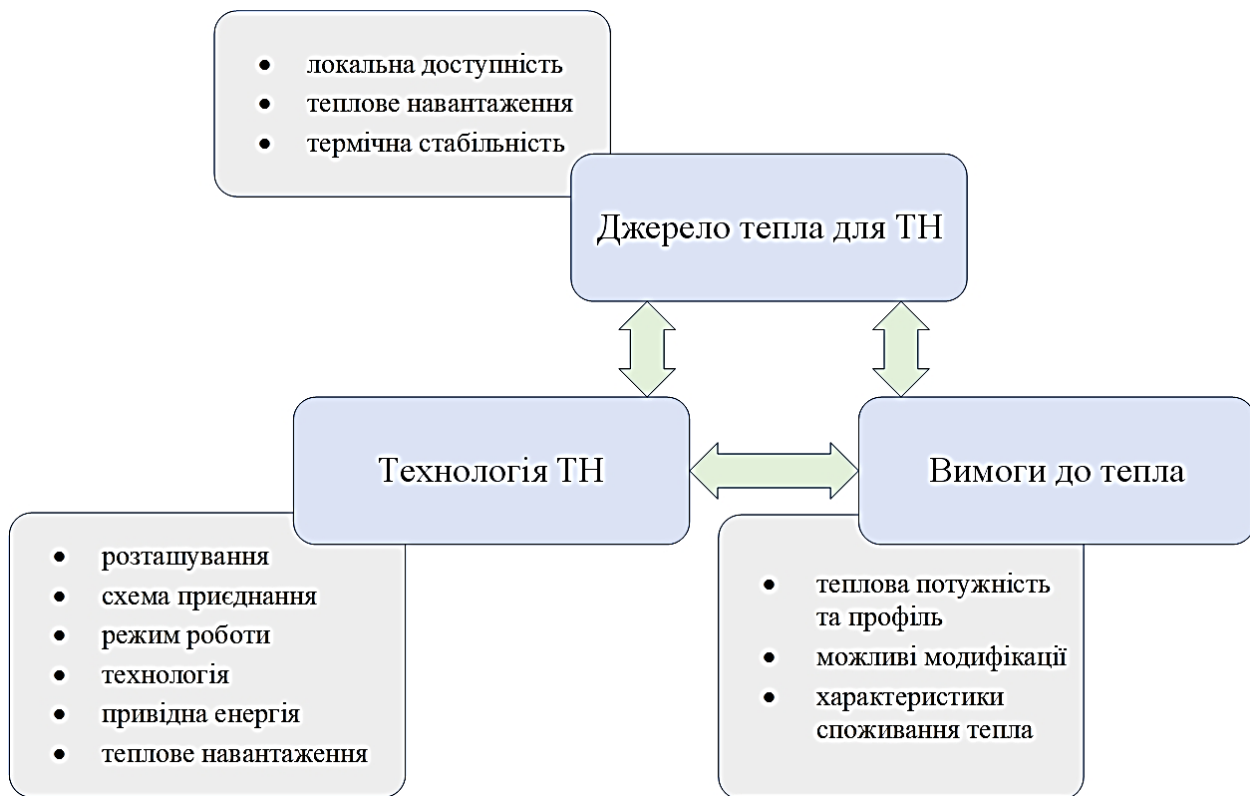 • локальна доступність
• теплове навантаження
• термічна стабільність
Джерело тепла для ТН
Технологія ТН
Вимоги до тепла
• розташування
• схема приєднання
• режим роботи
• технологія
• привідна енергія
• теплове навантаження
• теплова потужність
та профіль
• можливі модифікації
• характеристики
споживання тепла